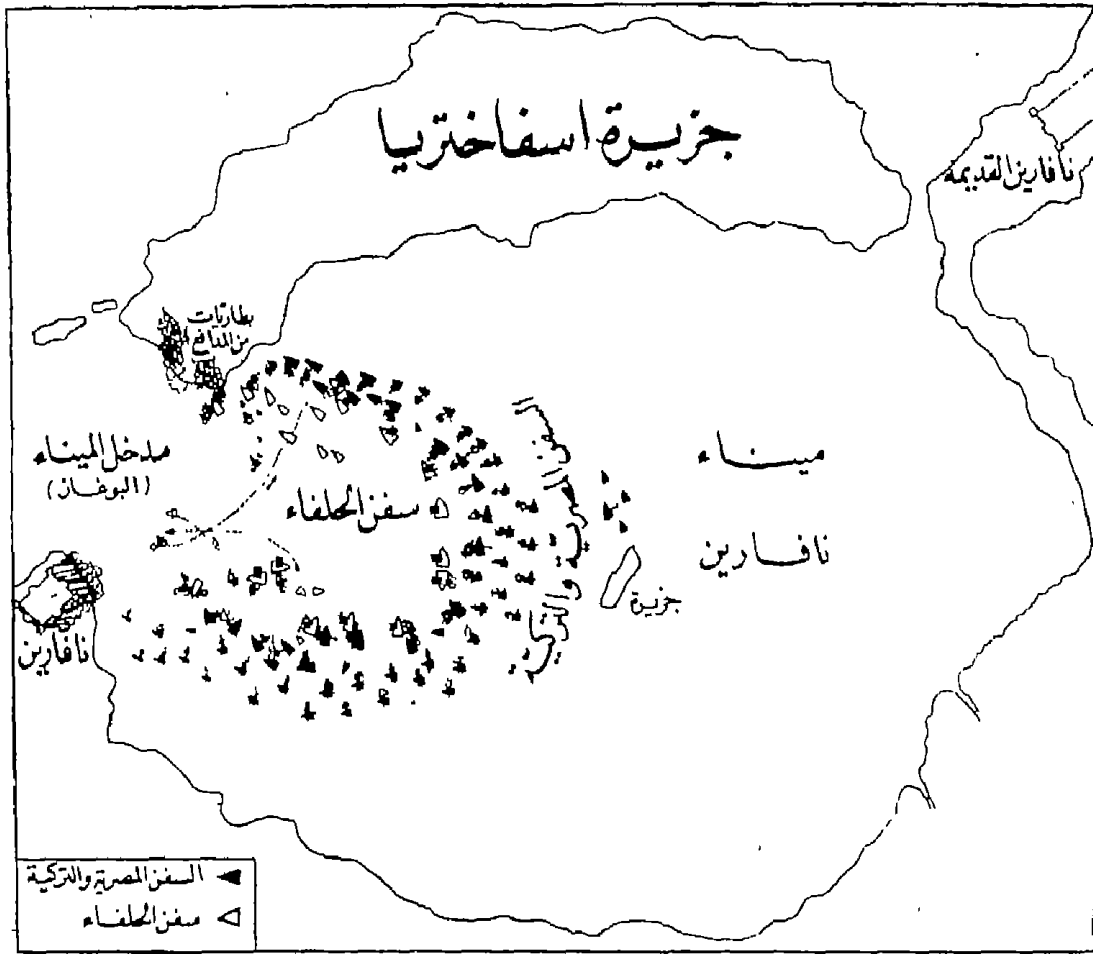 جزيرة اسفاختريا
نافارين القديمه
بطاريات
من المدافع
مدخل الميناء
(البوغاز)
سفن الحلفاء
السفن المصرية والتركية
ميناء
نافارين
جزيرة
نافارين
السفن المصرية والتركية
سفن الحلفاء